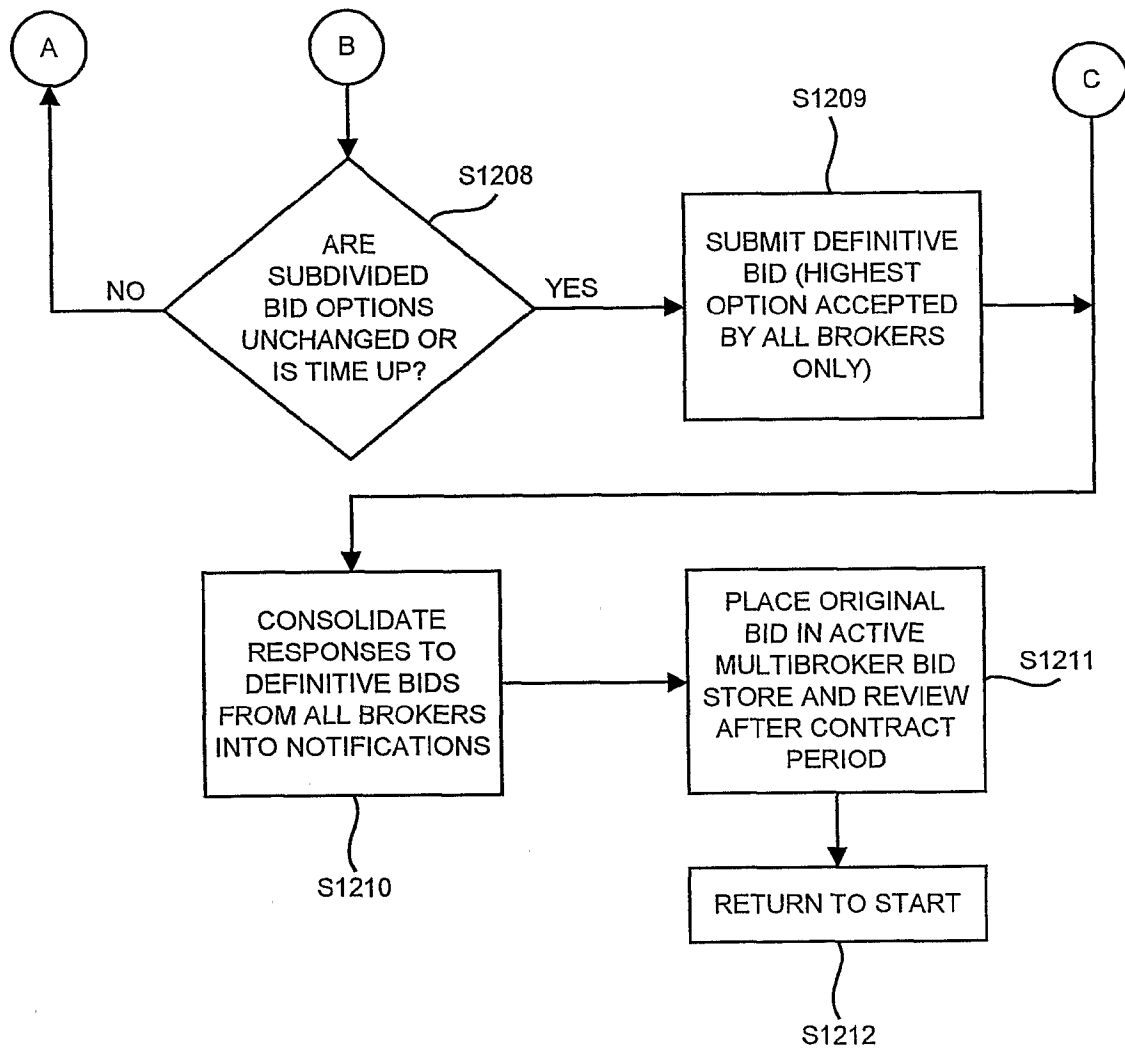 A
B
C
S1209
S1208
ARE
SUBDIVIDED
BID OPTIONS
UNCHANGED OR
IS TIME UP?
NO
YES
SUBMIT DEFINITIVE
BID (HIGHEST
OPTION ACCEPTED
BY ALL BROKERS
ONLY)
CONSOLIDATE
RESPONSES TO
DEFINITIVE BIDS
FROM ALL BROKERS
INTO NOTIFICATIONS
S1210
PLACE ORIGINAL
BID IN ACTIVE
MULTIBROKER BID
STORE AND REVIEW
AFTER CONTRACT
PERIOD
S1211
RETURN TO START
S1212